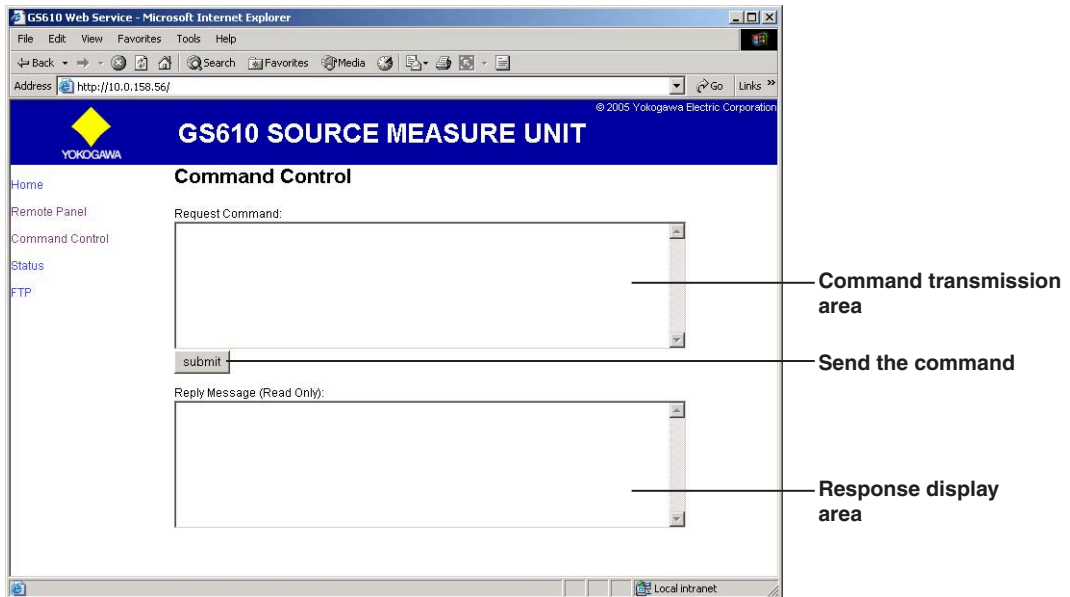 GS610 Web Service - Microsoft Internet Explorer
File Edit View Favorites Tools Help
Back Search Favorites Media
Address http://10.0.158.56/ Go Links »
© 2005 Yokogawa Electric Corporation
YOKOGAWA
GS610 SOURCE MEASURE UNIT
Home
Remote Panel
Command Control
Status
FTP
Command Control
Request Command:
submit
Reply Message (Read Only):
Local intranet
Command transmission
area
Send the command
Response display
area